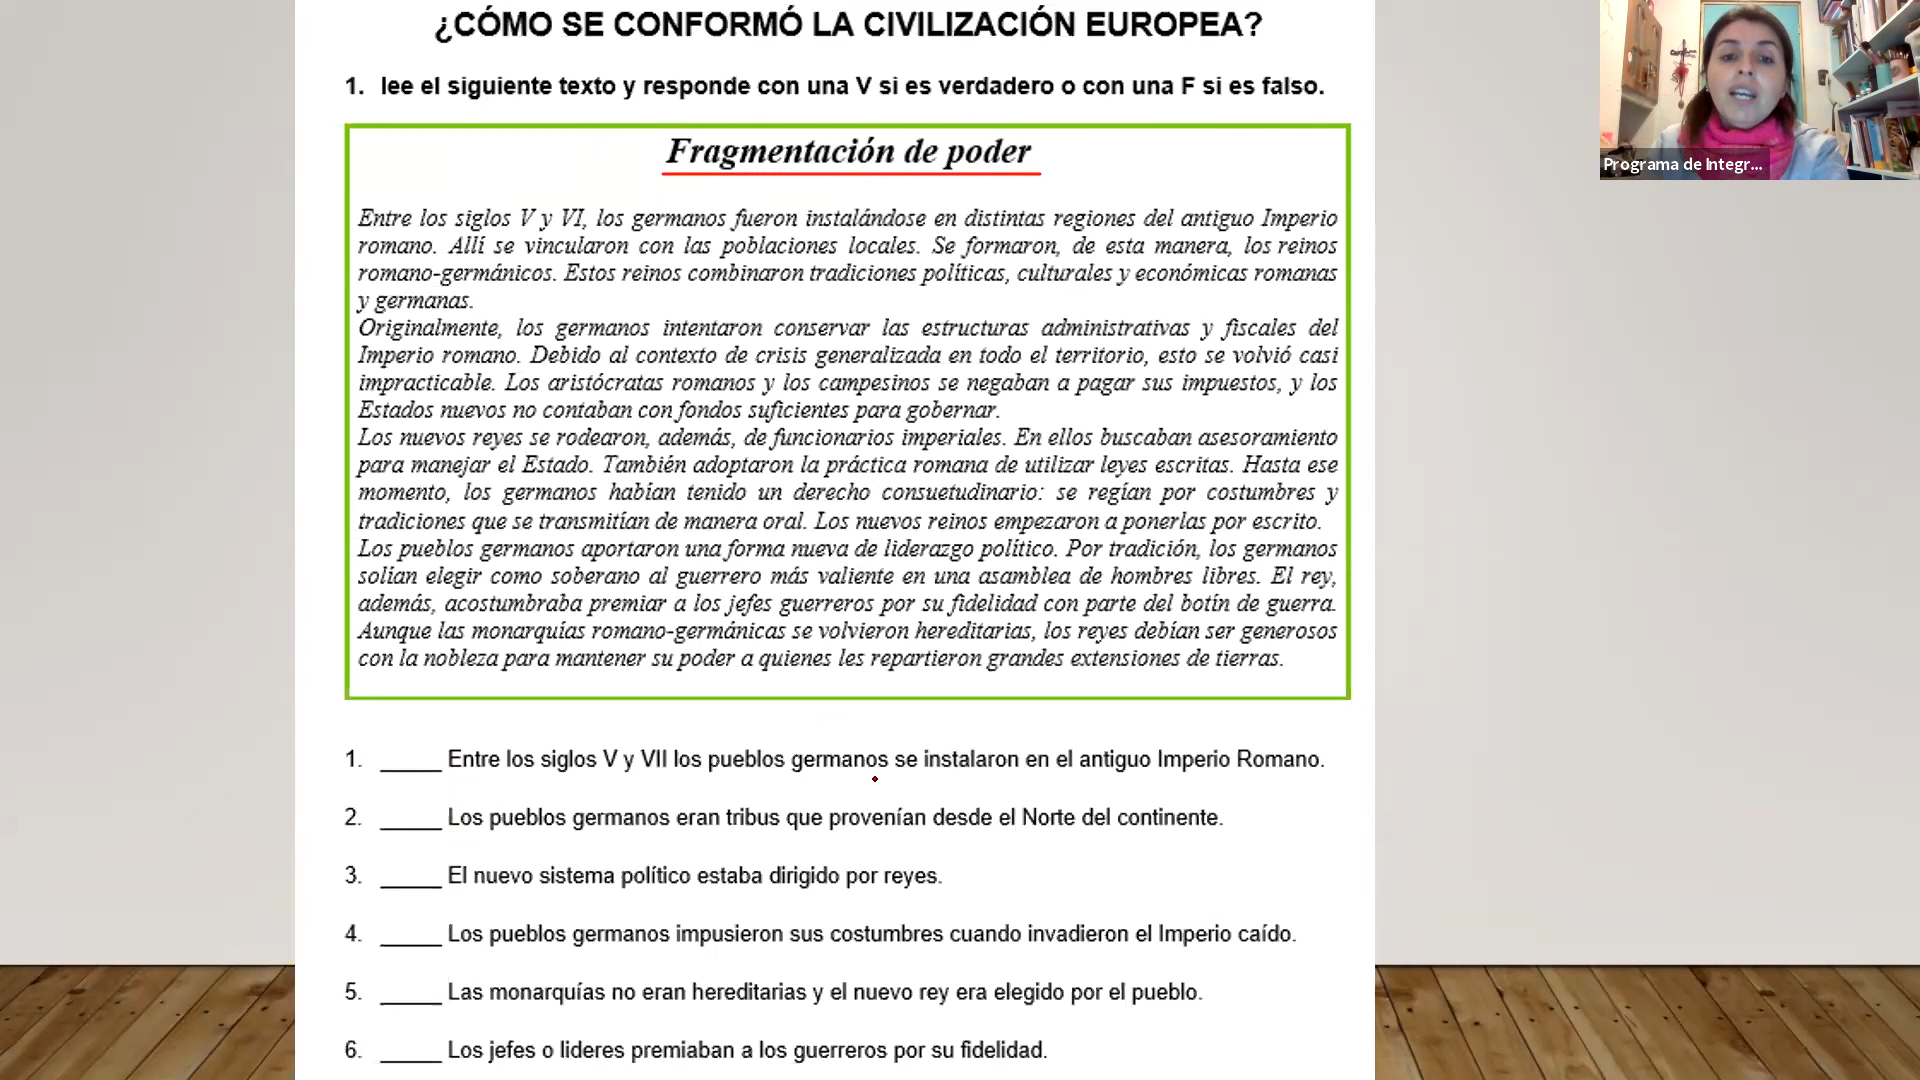 ¿CÓMO SE CONFORMÓ LA CIVILIZACIÓN EUROPEA?
1. lee el siguiente texto y responde con una V si es verdadero o con una F si es falso.
Fragmentación de poder
Entre los siglos V y VI, los germanos fueron instalándose en distintas regiones del antiguo Imperio
romano. Allí se vincularon con las poblaciones locales. Se formaron, de esta manera, los reinos
romano-germánicos. Estos reinos combinaron tradiciones políticas, culturales y económicas romanas
y germanas.
Originalmente, los germanos intentaron conservar las estructuras administrativas y fiscales del
Imperio romano. Debido al contexto de crisis generalizada en todo el territorio, esto se volvió casi
impracticable. Los aristócratas romanos y los campesinos se negaban a pagar sus impuestos, y los
Estados nuevos no contaban con fondos suficientes para gobernar.
Los nuevos reyes se rodearon, además, de funcionarios imperiales. En ellos buscaban asesoramiento
para manejar el Estado. También adoptaron la práctica romana de utilizar leyes escritas. Hasta ese
momento, los germanos habían tenido un derecho consuetudinario: se regían por costumbres y
tradiciones que se transmitían de manera oral. Los nuevos reinos empezaron a ponerlas por escrito.
Los pueblos germanos aportaron una forma nueva de liderazgo político. Por tradición, los germanos
solían elegir como soberano al guerrero más valiente en una asamblea de hombres libres. El rey,
además, acostumbraba premiar a los jefes guerreros por su fidelidad con parte del botín de guerra.
Aunque las monarquías romano-germánicas se volvieron hereditarias, los reyes debían ser generosos
con la nobleza para mantener su poder a quienes les repartieron grandes extensiones de tierras.
1. _____ Entre los siglos V y VII los pueblos germanos se instalaron en el antiguo Imperio Romano.
2. _____ Los pueblos germanos eran tribus que provenían desde el Norte del continente.
3. _____ El nuevo sistema político estaba dirigido por reyes.
4. _____ Los pueblos germanos impusieron sus costumbres cuando invadieron el Imperio caído.
5. _____ Las monarquías no eran hereditarias y el nuevo rey era elegido por el pueblo.
6. _____ Los jefes o lideres premiaban a los guerreros por su fidelidad.
Programa de Integr...